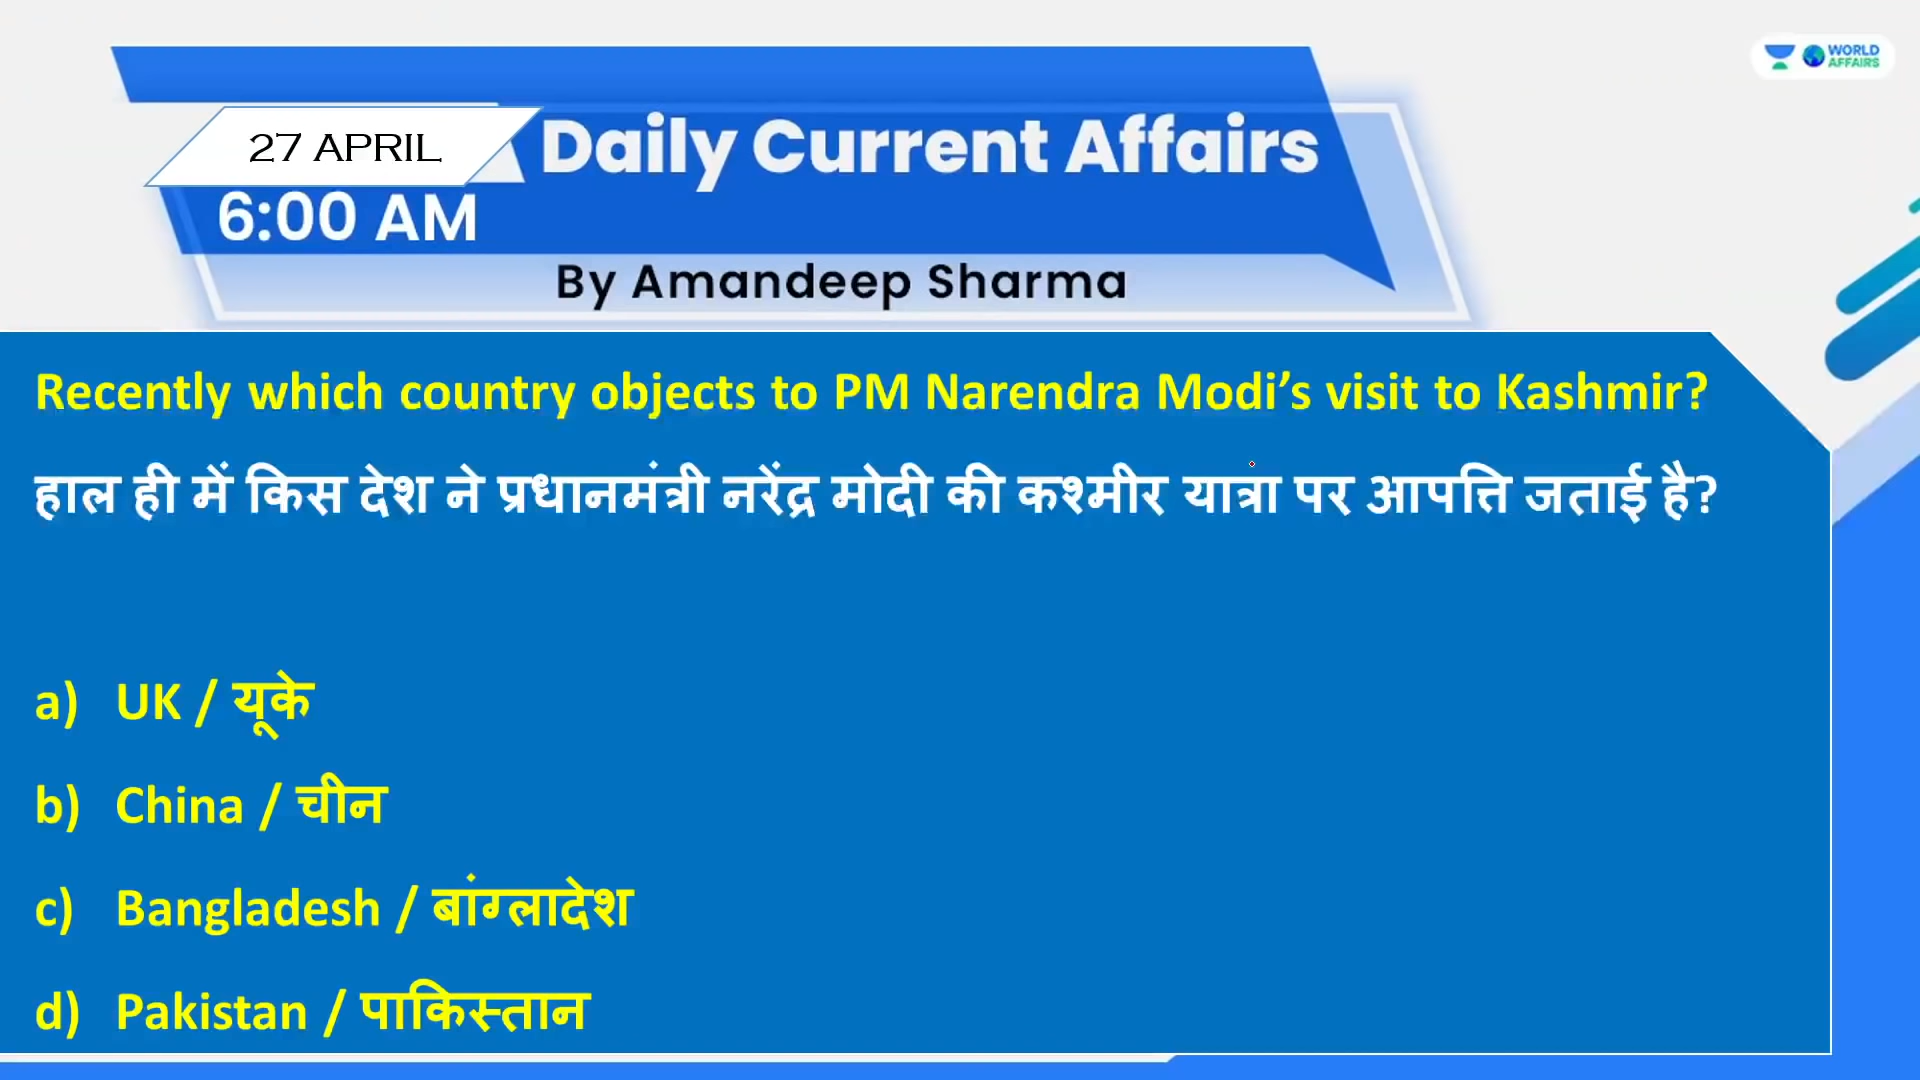 WORLD
AFFAIRS
27 APRIL
Daily Current Affairs
6:00 AM
By Amandeep Sharma
Recently which country objects to PM Narendra Modi’s visit to Kashmir?
हाल ही में किस देश ने प्रधानमंत्री नरेंद्र मोदी की कश्मीर यात्रा पर आपत्ति जताई है?
a) UK / यूके
b) China / चीन
c) Bangladesh / बांग्लादेश
d) Pakistan / पाकिस्तान